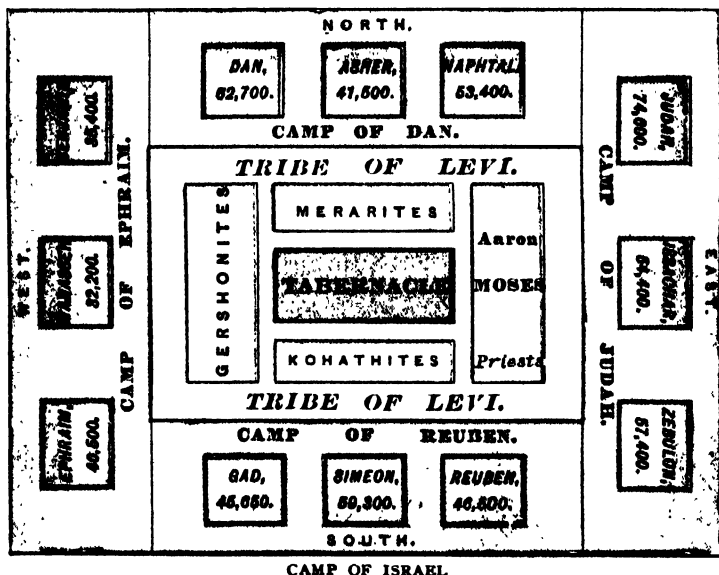 NORTH.
DAN,
62,700.
ASHER,
41,500.
NAPHTALI
53,400.
CAMP OF DAN.
WEST.
CAMP OF EPHRAIM.
35,400.
32,200.
EPHRAIM,
40,500.
TRIBE OF LEVI.
GERSHONITES
MERARITES
TABERNACLE
KOHATHITES
Aaron
MOSES
Priests
TRIBE OF LEVI.
CAMP OF JUDAH.
JUDAH,
74,600.
54,400.
ZEBULON,
57,400.
EAST.
CAMP OF REUBEN.
GAD,
45,650.
SIMEON,
59,300.
REUBEN,
46,500.
SOUTH.
CAMP OF ISRAEL